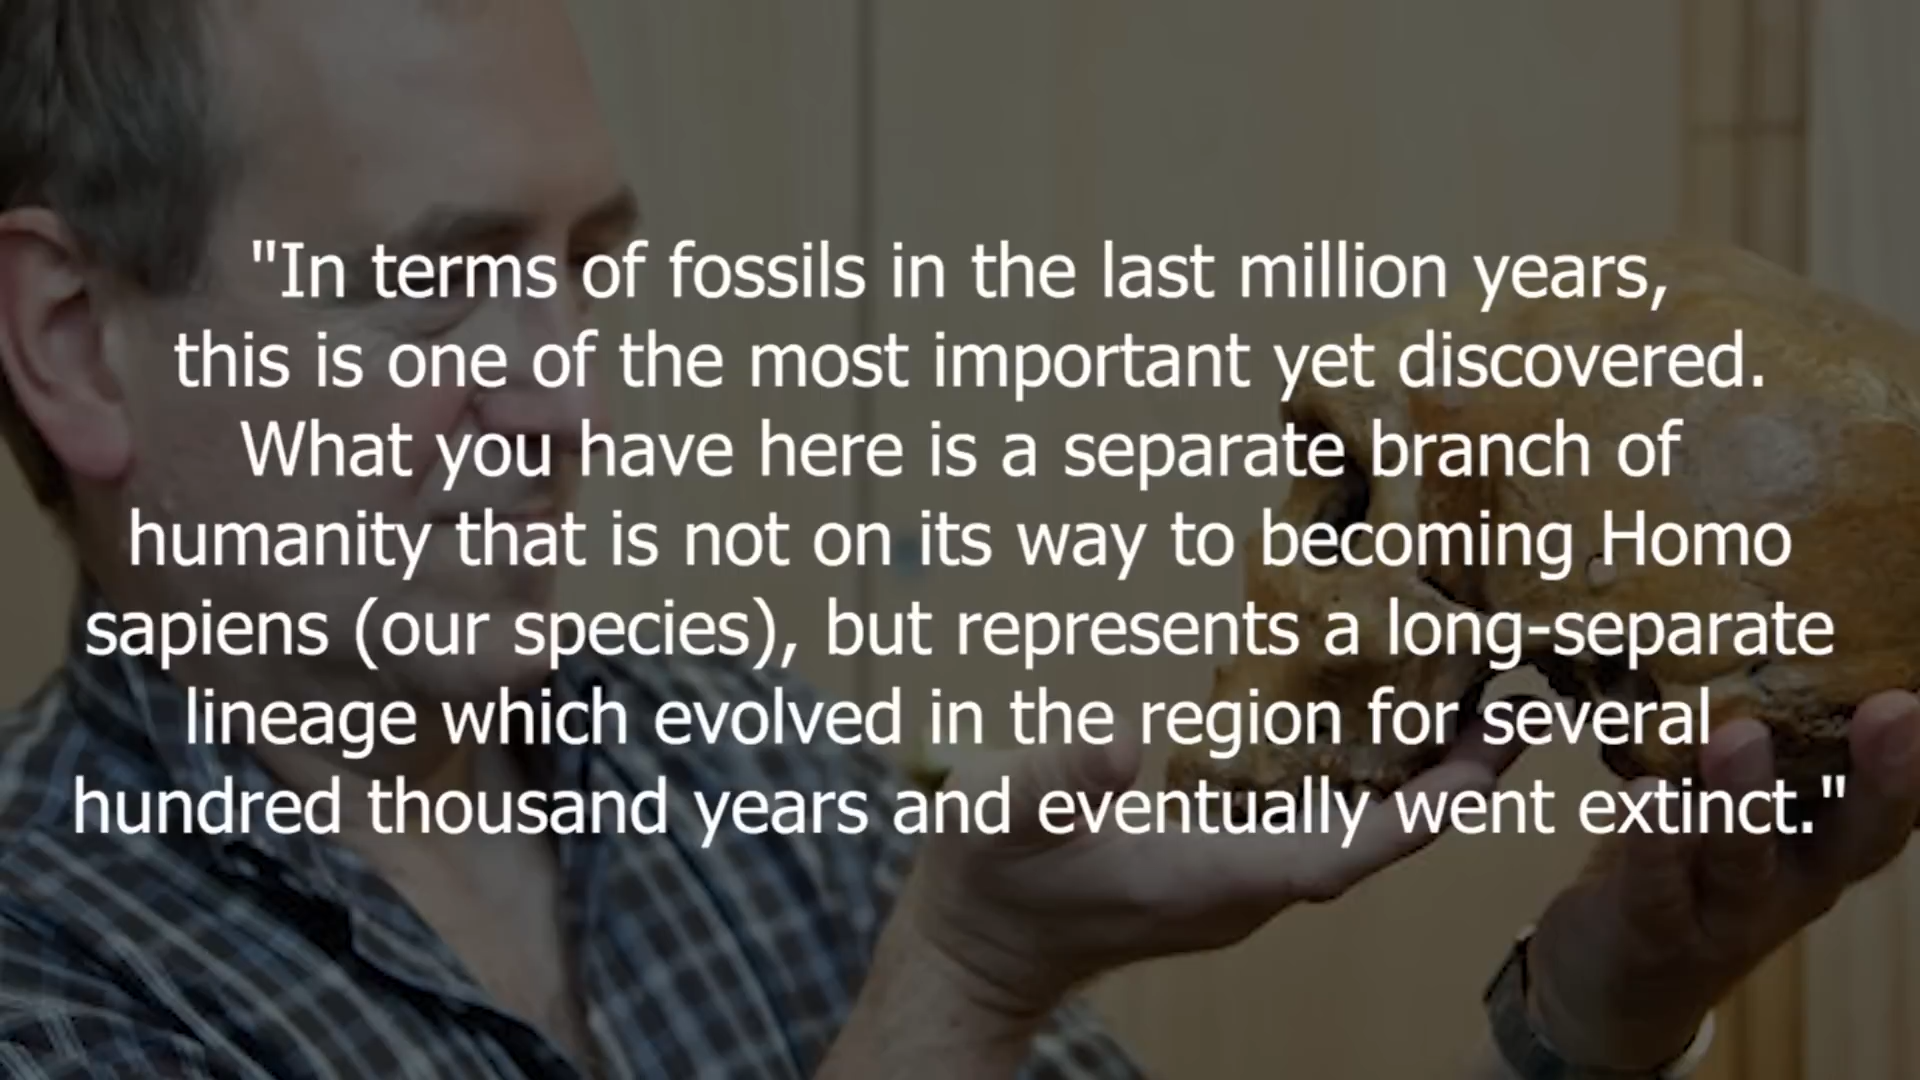 "In terms of fossils in the last million years,
this is one of the most important yet discovered.
What you have here is a separate branch of
humanity that is not on its way to becoming Homo
sapiens (our species), but represents a long-separate
lineage which evolved in the region for several
hundred thousand years and eventually went extinct."